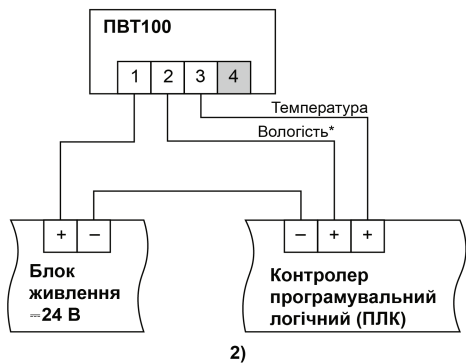 ПВТ100
1 2 3 4
Температура
Вологість*
+ –
– + +
Блок
живлення
⎓24 В
Контролер
програмувальний
логічний (ПЛК)
2)